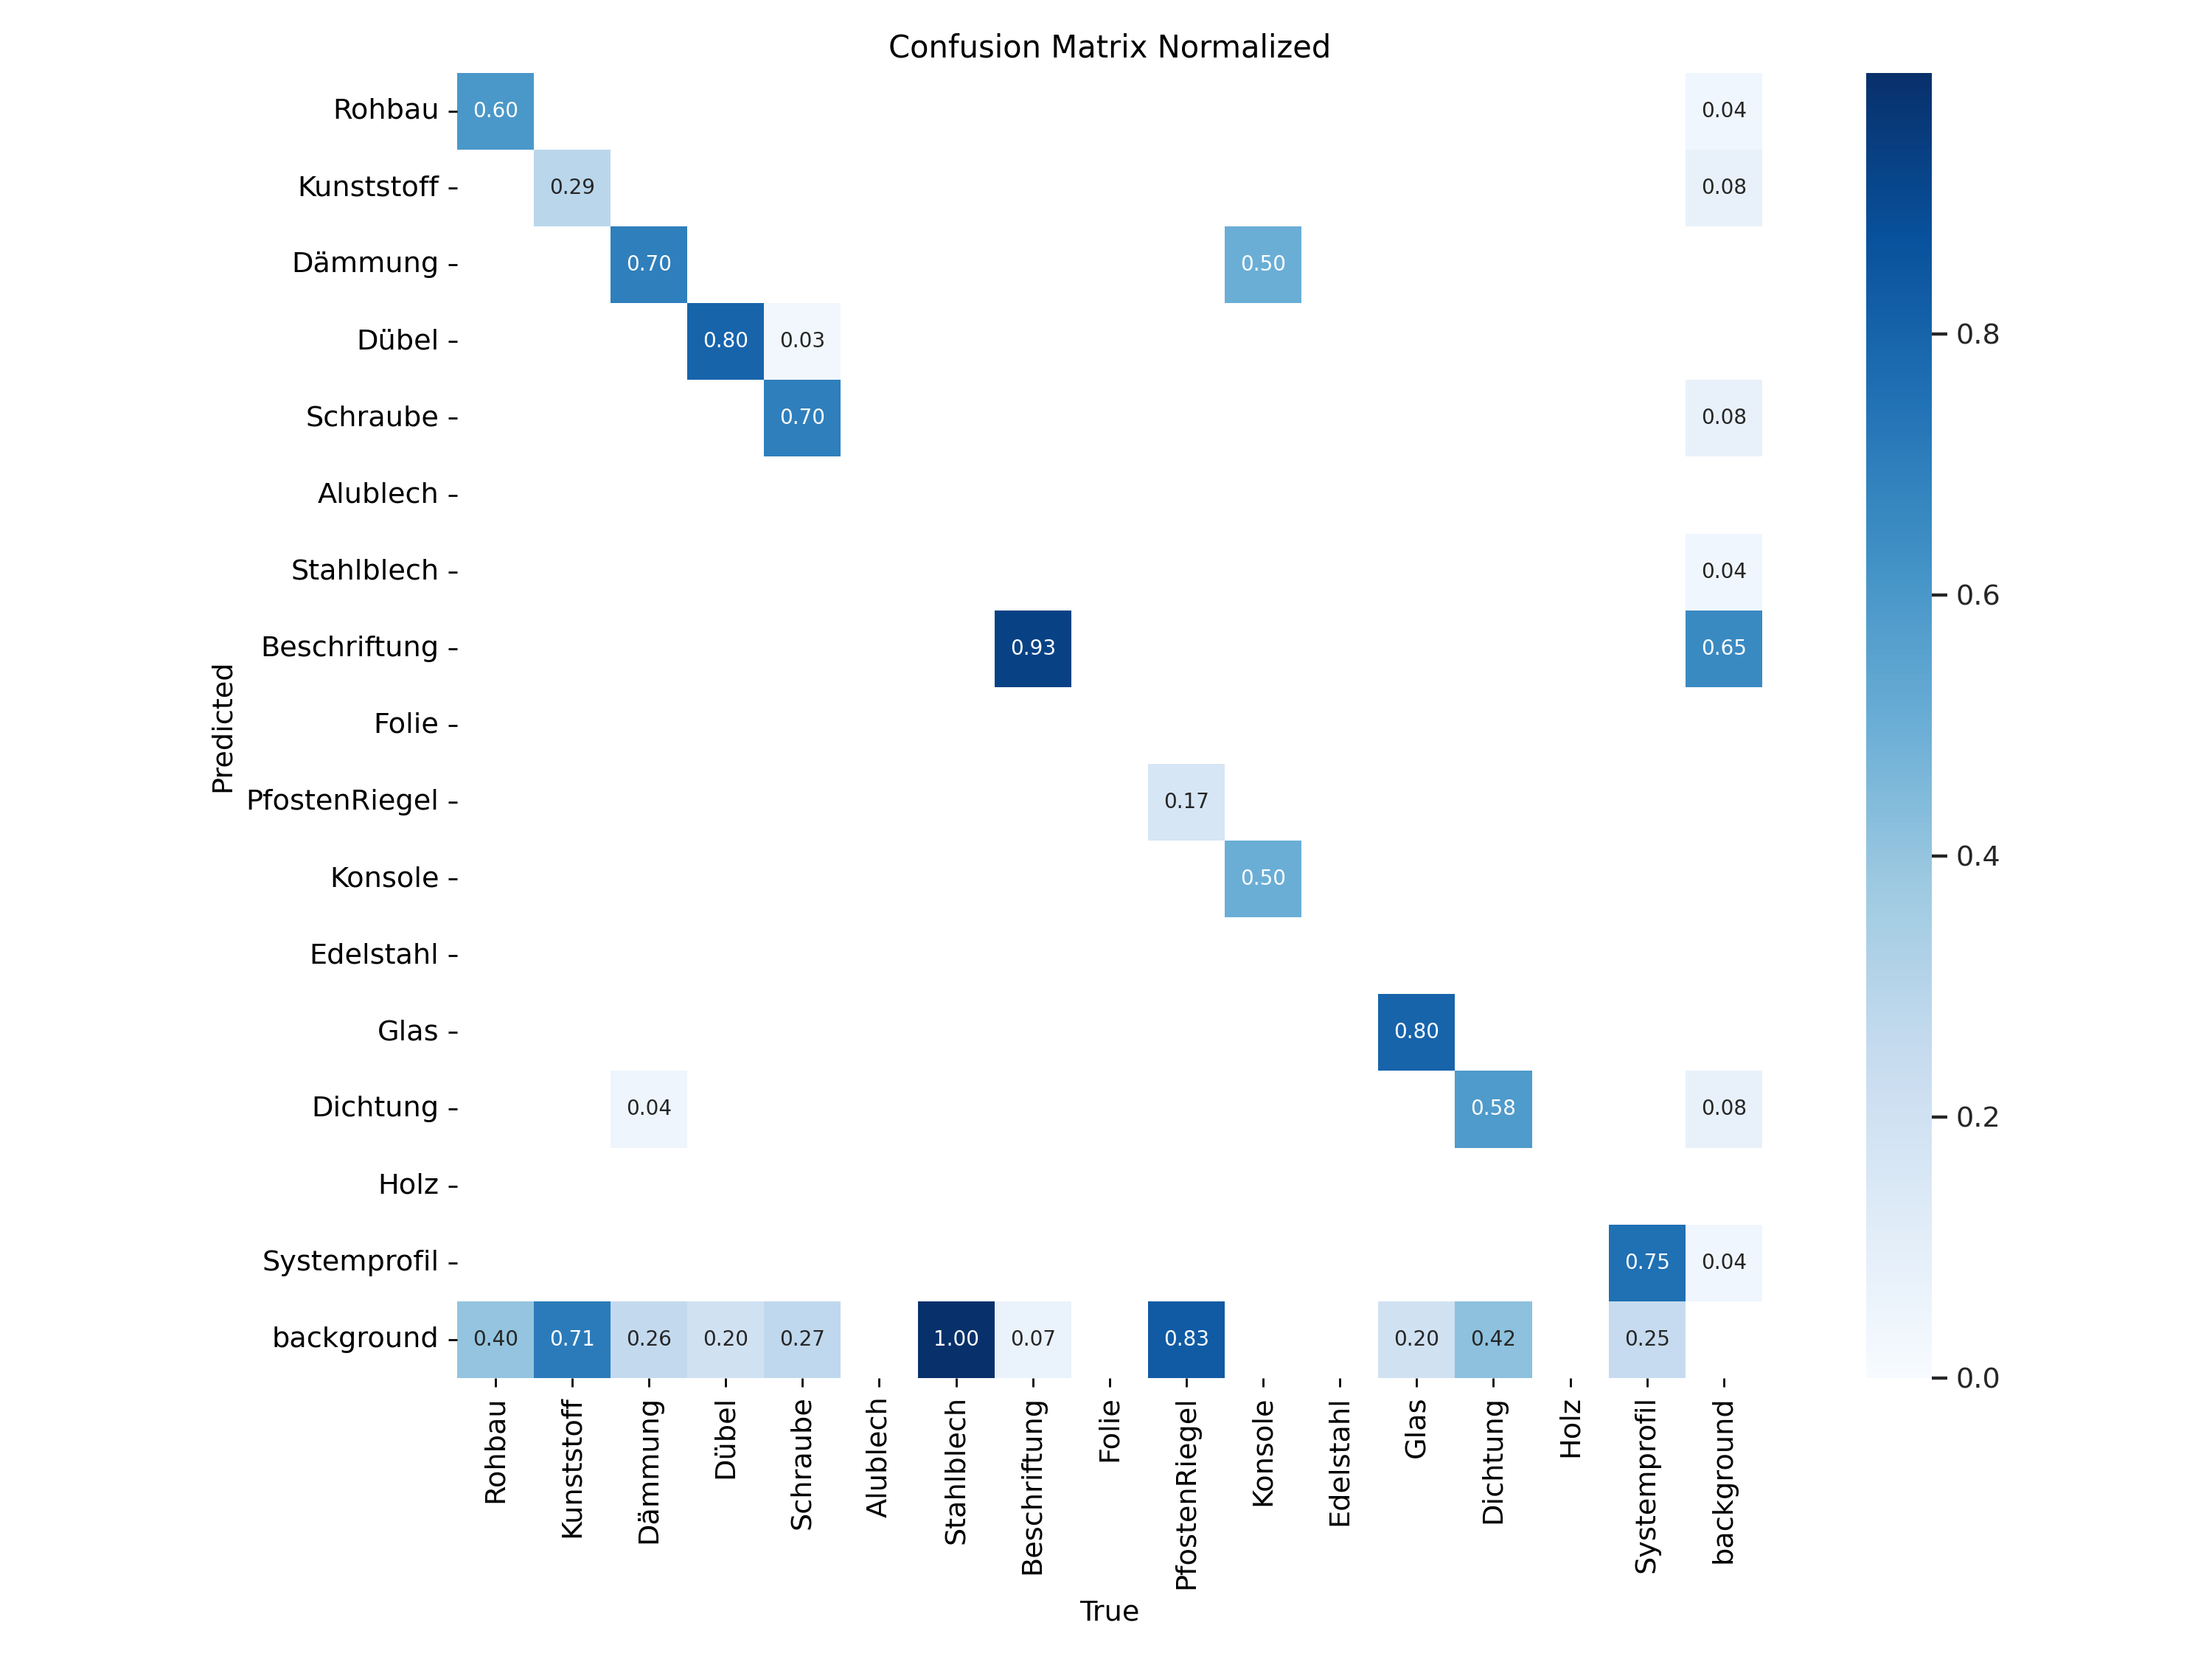 Confusion Matrix Normalized
Rohbau
0.60
0.04
Kunststoff
0.29
0.08
Dämmung
0.70
0.50
Dübel
0.80
0.03
0.8
Schraube
0.70
0.08
Alublech
Stahlblech
0.04
0.6
Beschriftung
0.93
0.65
Folie
Predicted
PfostenRiegel
0.17
0.4
Konsole
0.50
Edelstahl
Glas
0.80
Dichtung
0.04
0.58
0.08
0.2
Holz
Systemprofil
0.75
0.04
background
0.40
0.71
0.26
0.20
0.27
1.00
0.07
0.83
0.20
0.42
0.25
0.0
Rohbau
Kunststoff
Dämmung
Dübel
Schraube
Alublech
Stahlblech
Beschriftung
Folie
PfostenRiegel
Konsole
Edelstahl
Glas
Dichtung
Holz
Systemprofil
background
True